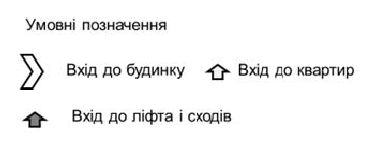 Умовні позначення
Вхід до будинку Вхід до квартир
Вхід до ліфта і сходів